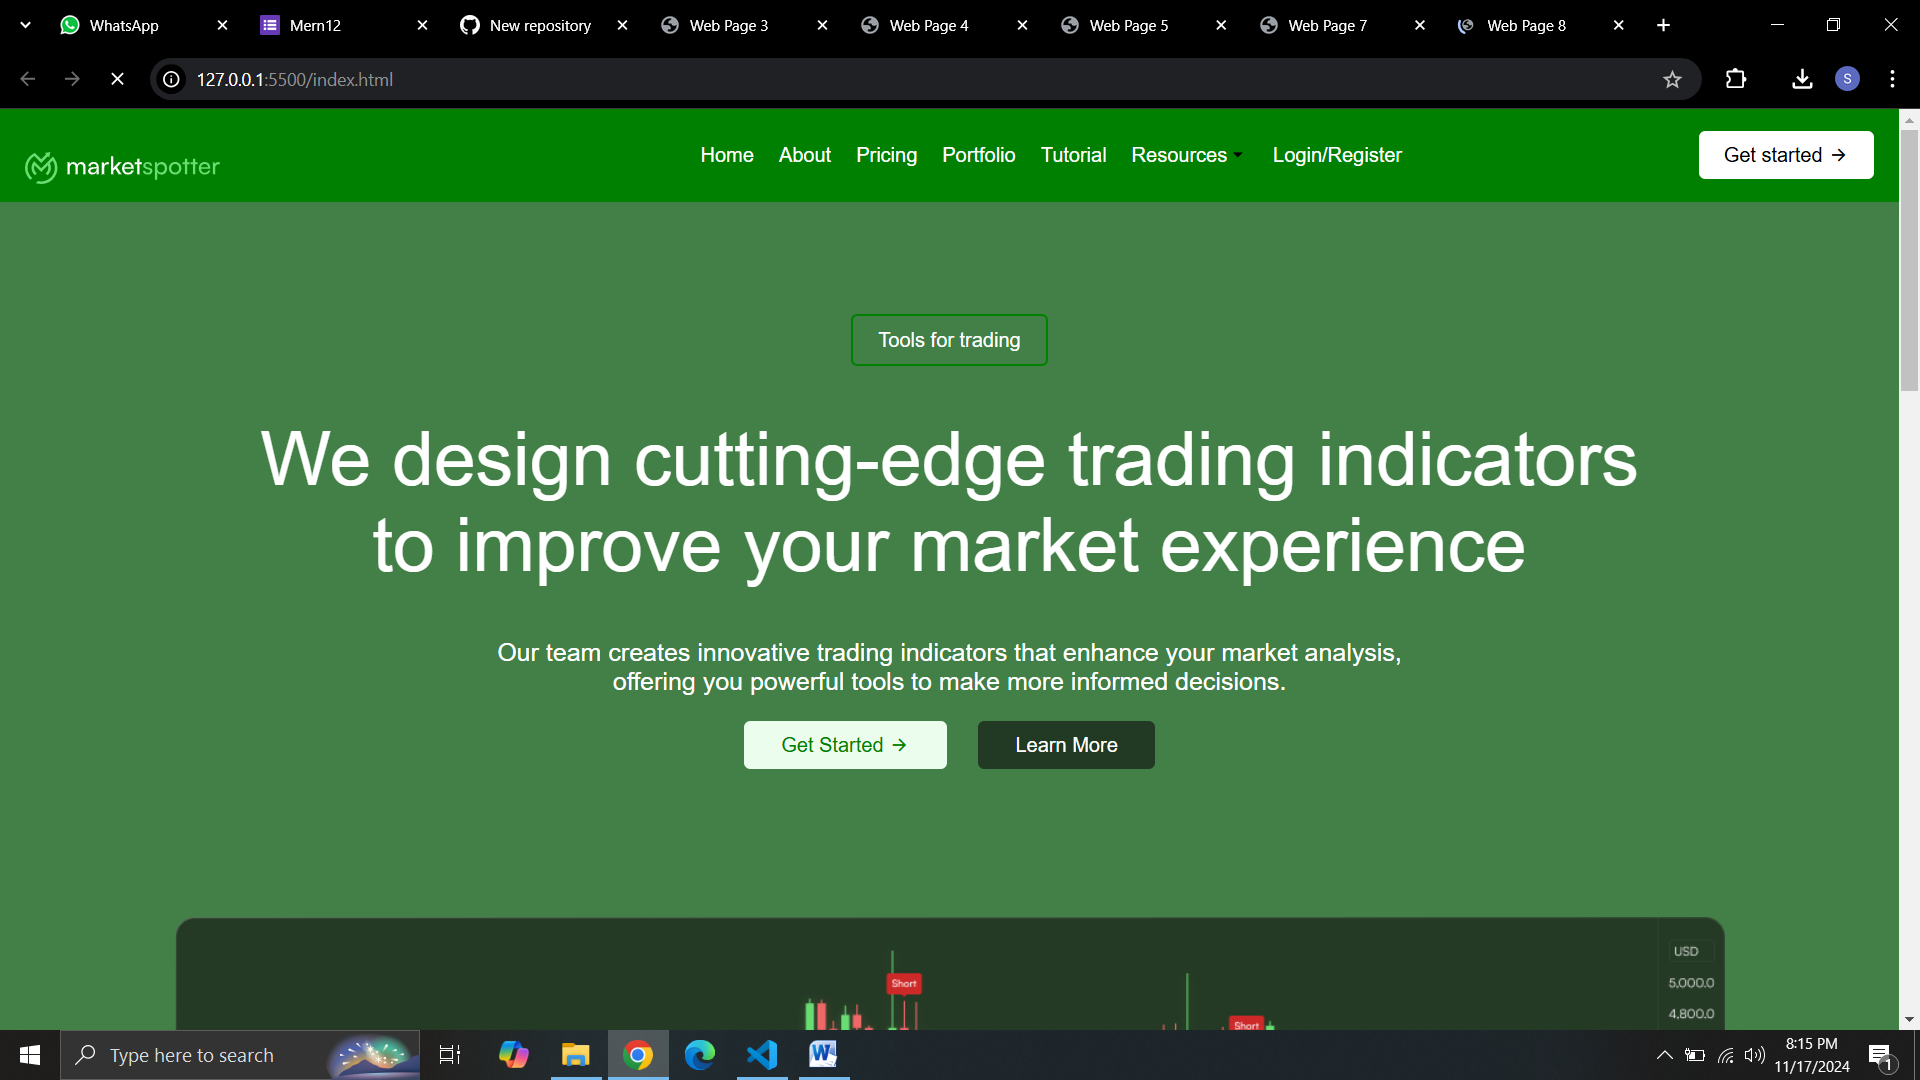 WhatsApp
Mern12
New repository
Web Page 3
Web Page 4
Web Page 5
Web Page 7
Web Page 8
127.0.0.1:5500/index.html
S
marketspotter
Home
About
Pricing
Portfolio
Tutorial
Resources
Login/Register
Get started →
Tools for trading
We design cutting-edge trading indicators
to improve your market experience
Our team creates innovative trading indicators that enhance your market analysis,
offering you powerful tools to make more informed decisions.
Get Started →
Learn More
USD
Short
5,000.0
4,800.0
Short
Type here to search
W
8:15 PM
11/17/2024
1